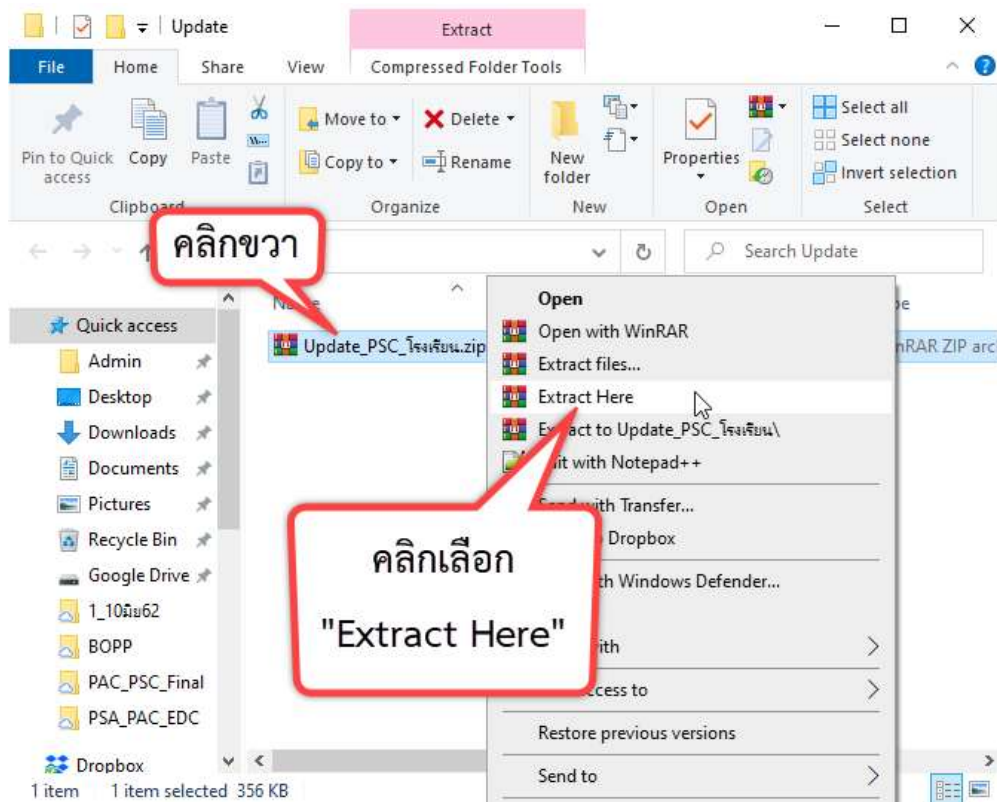 Update
Extract
File
Home
Share
View
Compressed Folder Tools
Pin to Quick
access
Copy
Paste
Move to
Copy to
Delete
Rename
New
folder
Properties
Select all
Select none
Invert selection
Clipboard
Organize
New
Open
Select
คลิกขวา
Search Update
Quick access
Admin
Desktop
Downloads
Documents
Pictures
Recycle Bin
Google Drive
1_10มิย62
BOPP
PAC_PSC_Final
PSA_PAC_EDC
Dropbox
Update_PSC_โรงเรียน.zip
Open
Open with WinRAR
Extract files...
Extract Here
Extract to Update_PSC_โรงเรียน\
with Notepad++
with Transfer...
Dropbox
with Windows Defender...
Restore previous versions
Send to
คลิกเลือก
"Extract Here"
1 item
1 item selected 356 KB